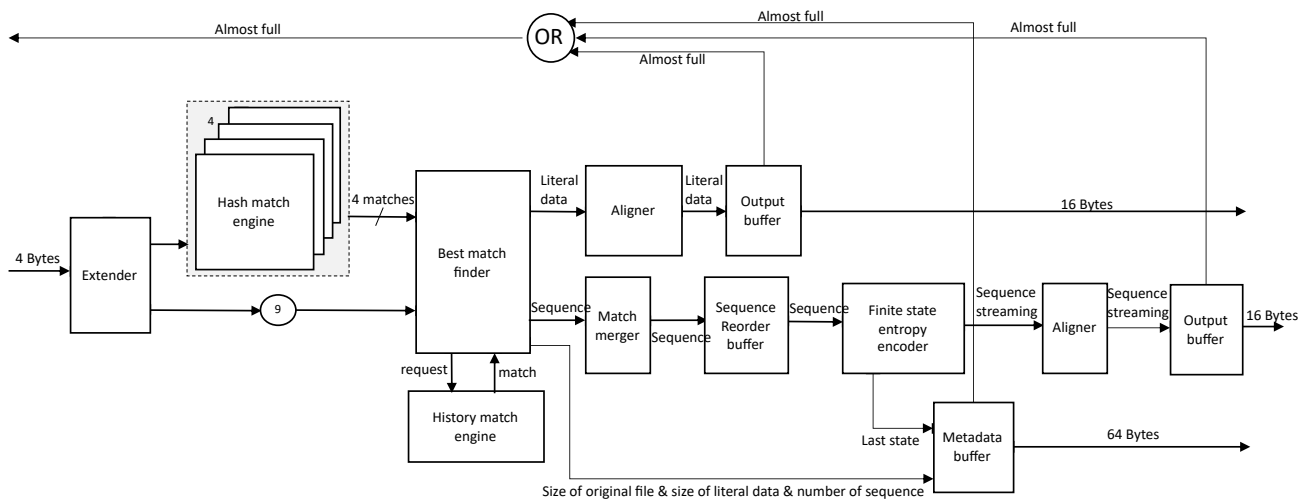 Almost full
Almost full
OR
Almost full
Almost full
4
Hash match
engine
4 matches
Literal
data
Aligner
Literal
data
Output
buffer
16 Bytes
4 Bytes
Extender
Best match
finder
9
Sequence
Match
merger
Sequence
Sequence
Reorder
buffer
Sequence
Finite state
entropy
encoder
Sequence
streaming
Aligner
Sequence
streaming
Output
buffer
16 Bytes
request
match
History match
engine
Last state
Metadata
buffer
64 Bytes
Size of original file & size of literal data & number of sequence